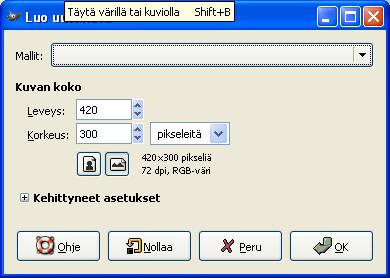 Luo uu
Täytä värillä tai kuviolla Shift+B
Mallit:
Kuvan koko
Leveys: 420
Korkeus: 300 pikseleitä
420×300 pikseliä
72 dpi, RGB-väri
Kehittyneet asetukset
Ohje Nollaa Peru OK